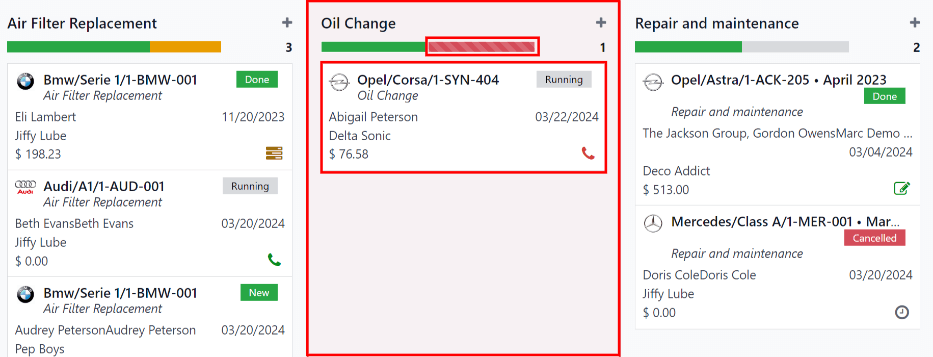 Air Filter Replacement +
3
Bmw/Serie 1/1-BMW-001 Done
Air Filter Replacement
Eli Lambert 11/20/2023
Jiffy Lube
$ 198.23
Audi/A1/1-AUD-001 Running
Air Filter Replacement
Beth EvansBeth Evans 03/20/2024
Jiffy Lube
$ 0.00
Bmw/Serie 1/1-BMW-001 New
Air Filter Replacement
Audrey PetersonAudrey Peterson 03/20/2024
Pep Boys
Oil Change +
1
Opel/Corsa/1-SYN-404 Running
Oil Change
Abigail Peterson 03/22/2024
Delta Sonic
$ 76.58
Repair and maintenance +
2
Opel/Astra/1-ACK-205 • April 2023
Done
Repair and maintenance
The Jackson Group, Gordon OwensMarc Demo ...
03/04/2024
Deco Addict
$ 513.00
Mercedes/Class A/1-MER-001 • Mar...
Cancelled
Repair and maintenance
Doris ColeDoris Cole 03/20/2024
Jiffy Lube
$ 0.00